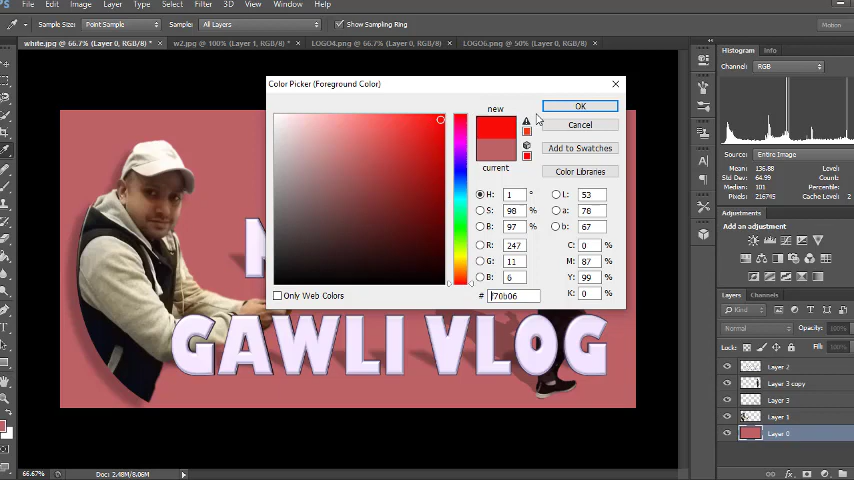 File Edit Image Layer Type Select Filter 3D View Window Help
Sample Size: Point Sample Sample: All Layers Show Sampling Ring Motion
white.jpg @ 66.7% (Layer 0, RGB/8) * × w2.jpg @ 100% (Layer 1, RGB/8) * × LOGO4.png @ 66.7% (Layer 0, RGB/8) × LOGO6.png @ 50% (Layer 0, RGB/8) ×
Histogram Info
Channel: RGB
Color Picker (Foreground Color)
new
current
OK
Cancel
Add to Swatches
Color Libraries
H: 1 ° L: 53
S: 98 % a: 78
B: 97 % b: 67
R: 247 C: 0 %
G: 11 M: 87 %
B: 6 Y: 99 %
# f70b06 K: 0 %
Only Web Colors
GAWLI VLOG
Source: Entire Image
Mean: 136.88
Std Dev: 64.99
Median: 101
Pixels: 216745
Level:
Count:
Percentile:
Cache Level: 2
Adjustments
Add an adjustment
Layers Channels
Kind
Normal Opacity: 100%
Lock: Fill: 100%
Layer 2
Layer 3 copy
Layer 3
Layer 1
Layer 0
66.67% Doc: 2.48M/8.06M